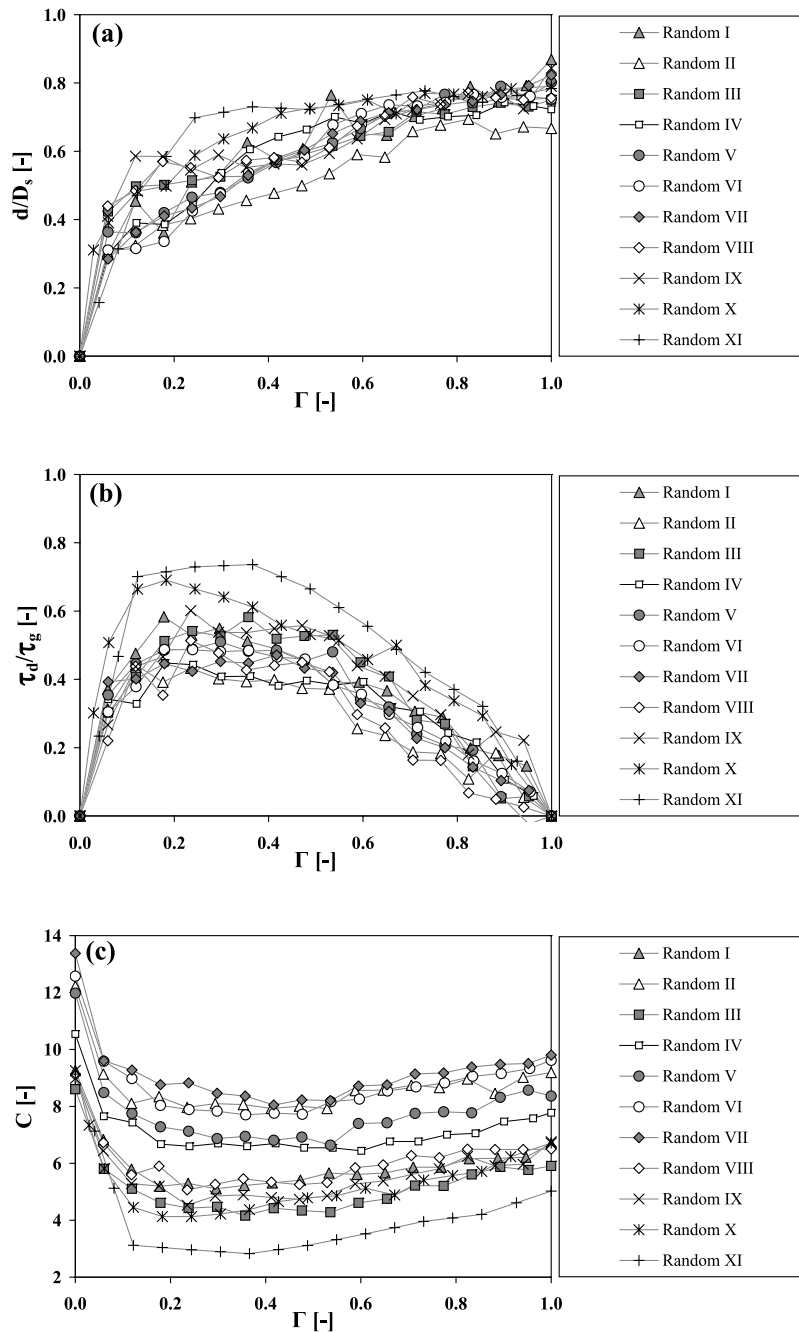 (a)
d/Ds [-]
1.0
0.8
0.6
0.4
0.2
0.0
0.0 0.2 0.4 0.6 0.8 1.0
Γ [-]
Random I
Random II
Random III
Random IV
Random V
Random VI
Random VII
Random VIII
Random IX
Random X
Random XI
(b)
τd/τg [-]
1.0
0.8
0.6
0.4
0.2
0.0
0.0 0.2 0.4 0.6 0.8 1.0
Γ [-]
Random I
Random II
Random III
Random IV
Random V
Random VI
Random VII
Random VIII
Random IX
Random X
Random XI
(c)
C [-]
14
12
10
8
6
4
2
0.0 0.2 0.4 0.6 0.8 1.0
Γ [-]
Random I
Random II
Random III
Random IV
Random V
Random VI
Random VII
Random VIII
Random IX
Random X
Random XI